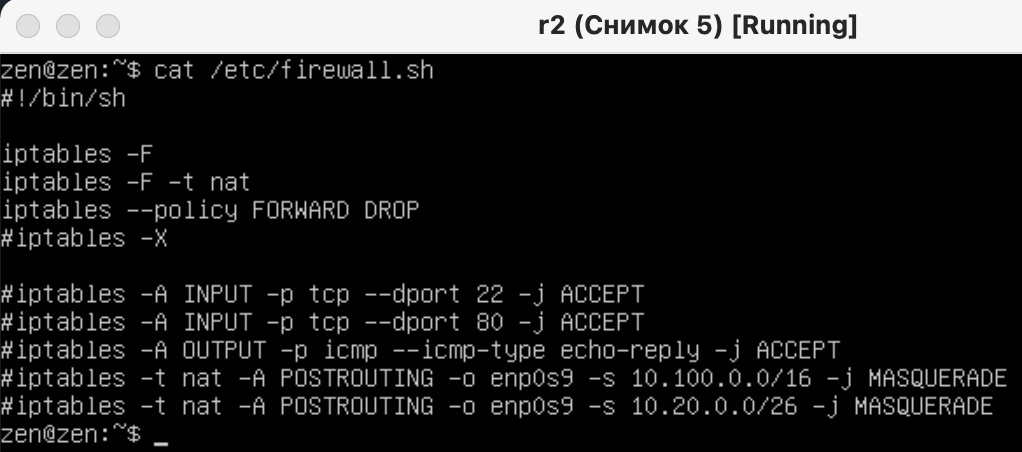 r2 (Снимок 5) [Running]
zen@zen:~$ cat /etc/firewall.sh
#!/bin/sh
iptables -F
iptables -F -t nat
iptables --policy FORWARD DROP
#iptables -X
#iptables -A INPUT -p tcp --dport 22 -j ACCEPT
#iptables -A INPUT -p tcp --dport 80 -j ACCEPT
#iptables -A OUTPUT -p icmp --icmp-type echo-reply -j ACCEPT
#iptables -t nat -A POSTROUTING -o enp0s9 -s 10.100.0.0/16 -j MASQUERADE
#iptables -t nat -A POSTROUTING -o enp0s9 -s 10.20.0.0/26 -j MASQUERADE
zen@zen:~$ _